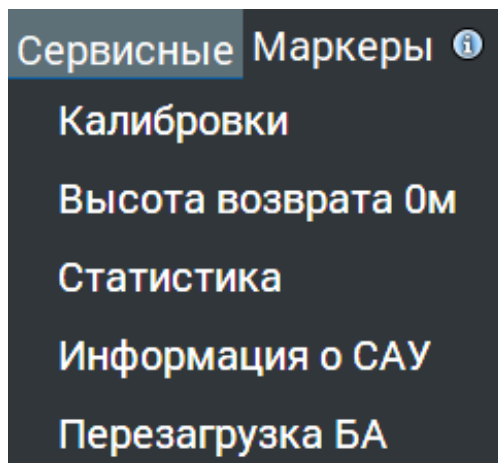 Сервисные Маркеры
Калибровки
Высота возврата 0м
Статистика
Информация о САУ
Перезагрузка БА